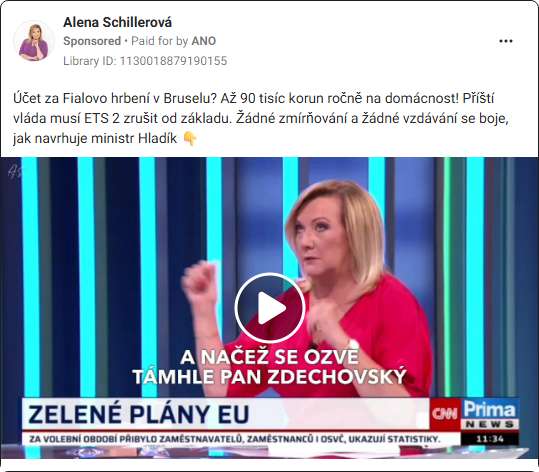 Alena Schillerová
Sponsored • Paid for by ANO
Library ID: 1130018879190155
Účet za Fialovo hrbení v Bruselu? Až 90 tisíc korun ročně na domácnost! Příští
vláda musí ETS 2 zrušit od základu. Žádné zmírňování a žádné vzdávání se boje,
jak navrhuje ministr Hladík 👇
A NAČEŽ SE OZVE
TÁMHLE PAN ZDECHOVSKÝ
ZELENÉ PLÁNY EU
CNN Prima
NEWS
ZA VOLEBNÍ OBDOBÍ PŘIBYLO ZAMĚSTNAVATELŮ, ZAMĚSTNANCŮ I OSVČ, UKAZUJÍ STATISTIKY.
11:34